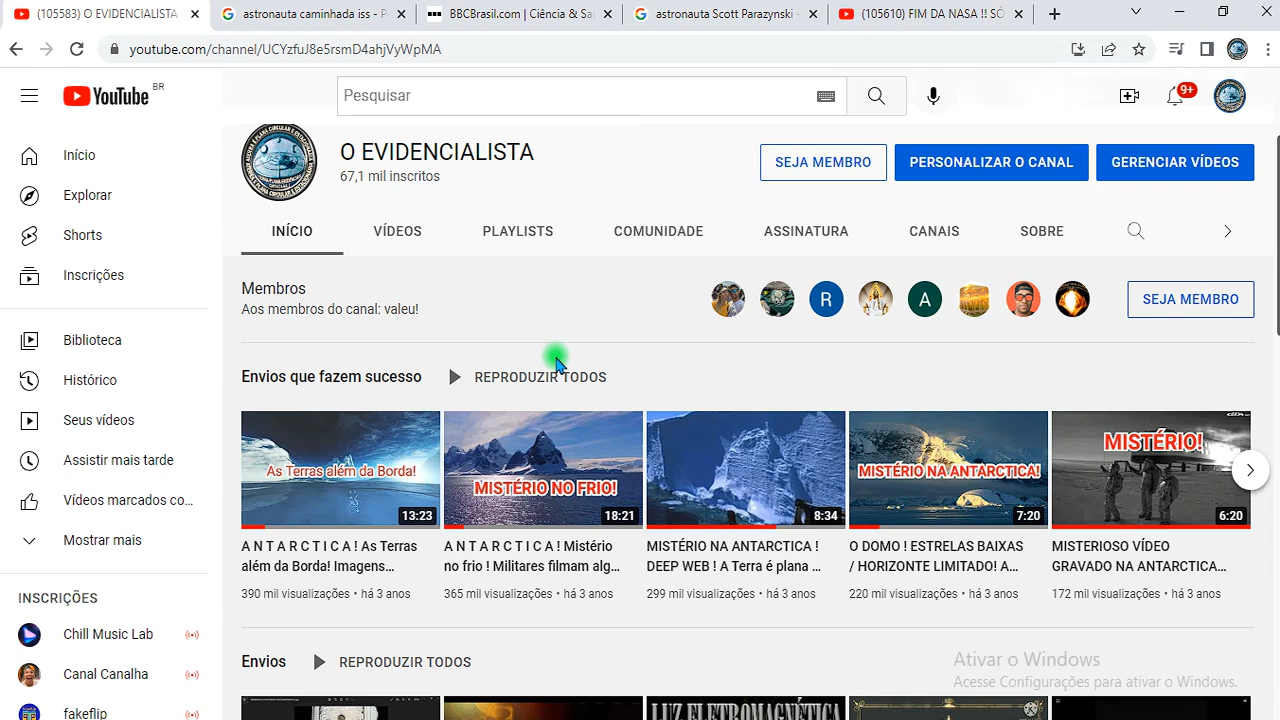 (105583) O EVIDENCIALISTA
astronauta caminhada iss - P
BBCBrasil.com | Ciência & Sa
astronauta Scott Parazynski -
(105610) FIM DA NASA !! SÓ
youtube.com/channel/UCYzfuJ8e5rsmD4ahjVyWpMA
YouTube BR
Pesquisar
9+
Início
Explorar
Shorts
Inscrições
Biblioteca
Histórico
Seus vídeos
Assistir mais tarde
Vídeos marcados co...
Mostrar mais
INSCRIÇÕES
Chill Music Lab
Canal Canalha
fakeflip
O EVIDENCIALISTA
67,1 mil inscritos
SEJA MEMBRO
PERSONALIZAR O CANAL
GERENCIAR VÍDEOS
INÍCIO
VÍDEOS
PLAYLISTS
COMUNIDADE
ASSINATURA
CANAIS
SOBRE
Membros
Aos membros do canal: valeu!
R
A
SEJA MEMBRO
Envios que fazem sucesso
REPRODUZIR TODOS
As Terras além da Borda!
13:23
A N T A R C T I C A ! As Terras
além da Borda! Imagens...
390 mil visualizações • há 3 anos
MISTÉRIO NO FRIO!
18:21
A N T A R C T I C A ! Mistério
no frio ! Militares filmam alg...
365 mil visualizações • há 3 anos
8:34
MISTÉRIO NA ANTARCTICA !
DEEP WEB ! A Terra é plana ...
299 mil visualizações • há 3 anos
MISTÉRIO NA ANTARCTICA!
7:20
O DOMO ! ESTRELAS BAIXAS
/ HORIZONTE LIMITADO! A...
220 mil visualizações • há 3 anos
MISTÉRIO!
6:20
MISTERIOSO VÍDEO
GRAVADO NA ANTARCTICA...
172 mil visualizações • há 3 anos
Envios
REPRODUZIR TODOS
LUZ ELETROMAGNÉTICA
Ativar o Windows
Acesse Configurações para ativar o Windows.